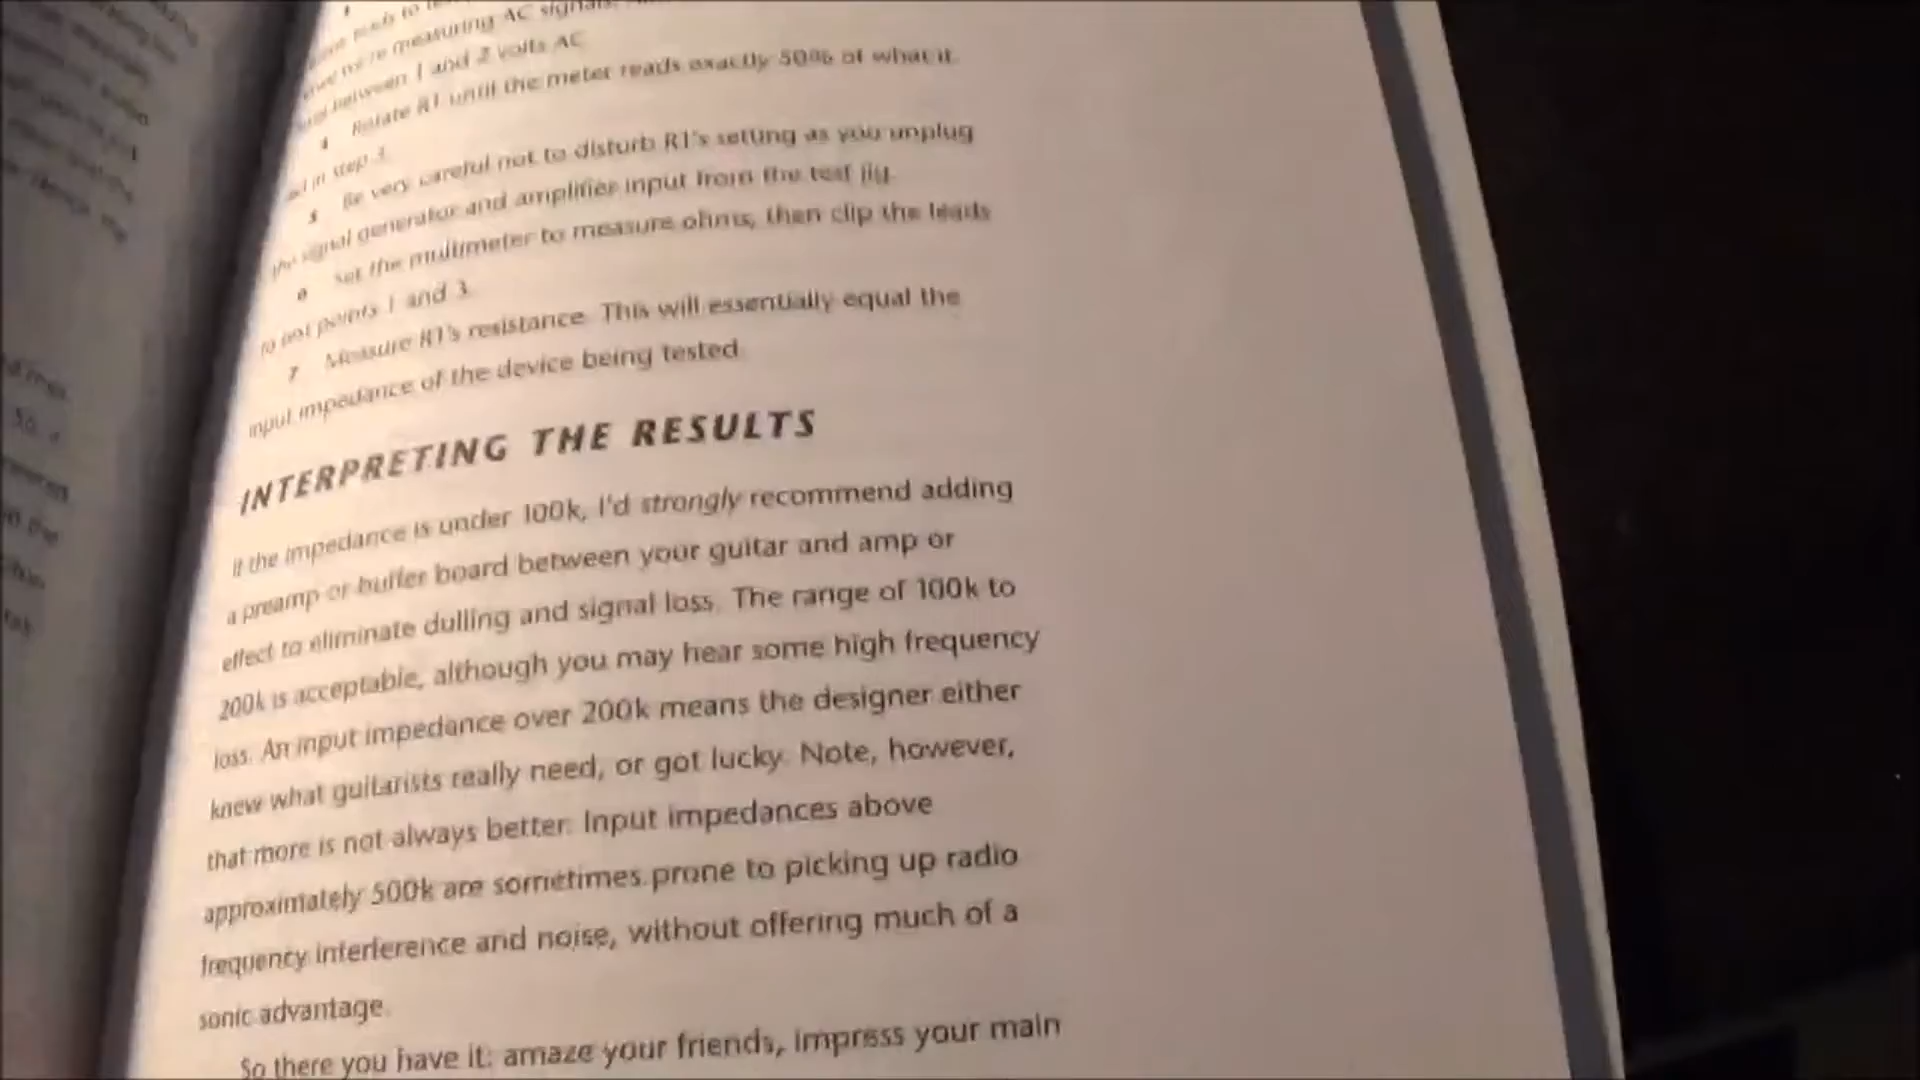 measuring AC signals.
between 1 and 2 volts AC.
4 Rotate R1 until the meter reads exactly 50% of what it
in step 3.
5 Be very careful not to disturb R1's setting as you unplug
the signal generator and amplifier input from the test jig.
6 Set the multimeter to measure ohms, then clip the leads
to test points 1 and 3.
7 Measure R1's resistance. This will essentially equal the
input impedance of the device being tested.
INTERPRETING THE RESULTS
If the impedance is under 100k, I'd strongly recommend adding
a preamp or buffer board between your guitar and amp or
effect to eliminate dulling and signal loss. The range of 100k to
200k is acceptable, although you may hear some high frequency
loss. An input impedance over 200k means the designer either
knew what guitarists really need, or got lucky. Note, however,
that more is not always better. Input impedances above
approximately 500k are sometimes prone to picking up radio
frequency interference and noise, without offering much of a
sonic advantage.
So there you have it: amaze your friends, impress your main